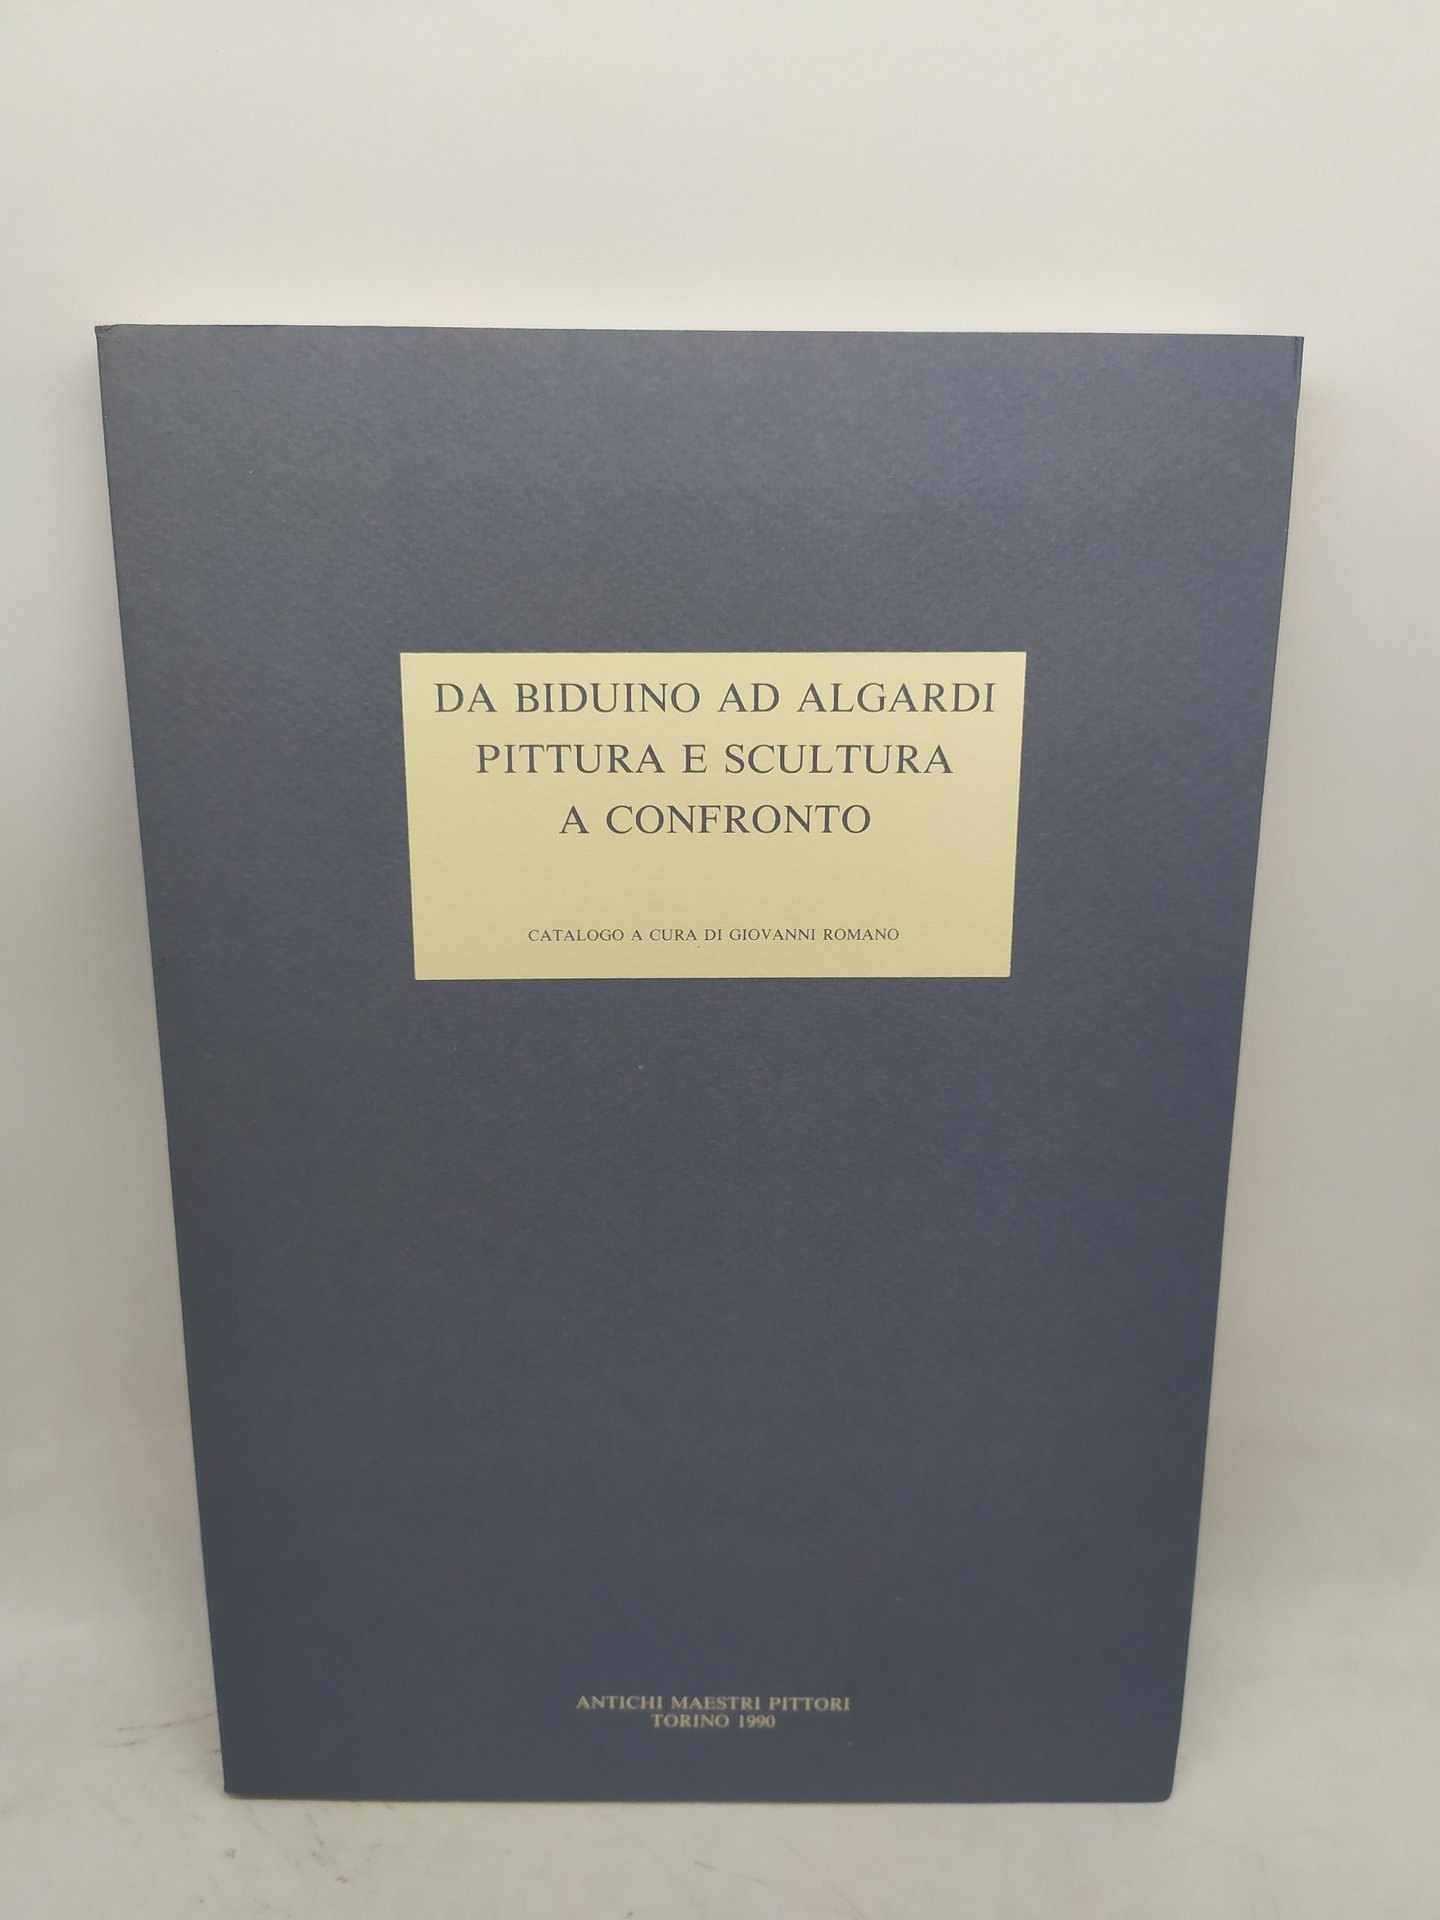 DA BIDUINO AD ALGARDI
PITTURA E SCULTURA
A CONFRONTO
CATALOGO A CURA DI GIOVANNI ROMANO
ANTICHI MAESTRI PITTORI
TORINO 1990